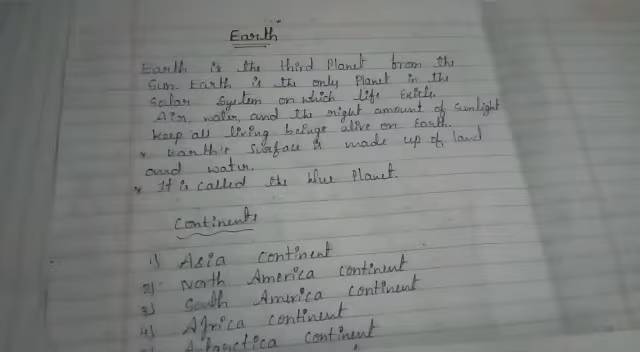 Earth
Earth is the third Planet from the
Sun. Earth is the only Planet in the
Solar System on which life Exists.
Air, water, and the right amount of Sunlight
keep all living beings alive on Earth.
* Earth's Surface is made up of land
and water.
* It is called the blue Planet.
Continents
1) Asia continent
2) North America continent
3) South America continent
4) Africa continent
Antarctica continent